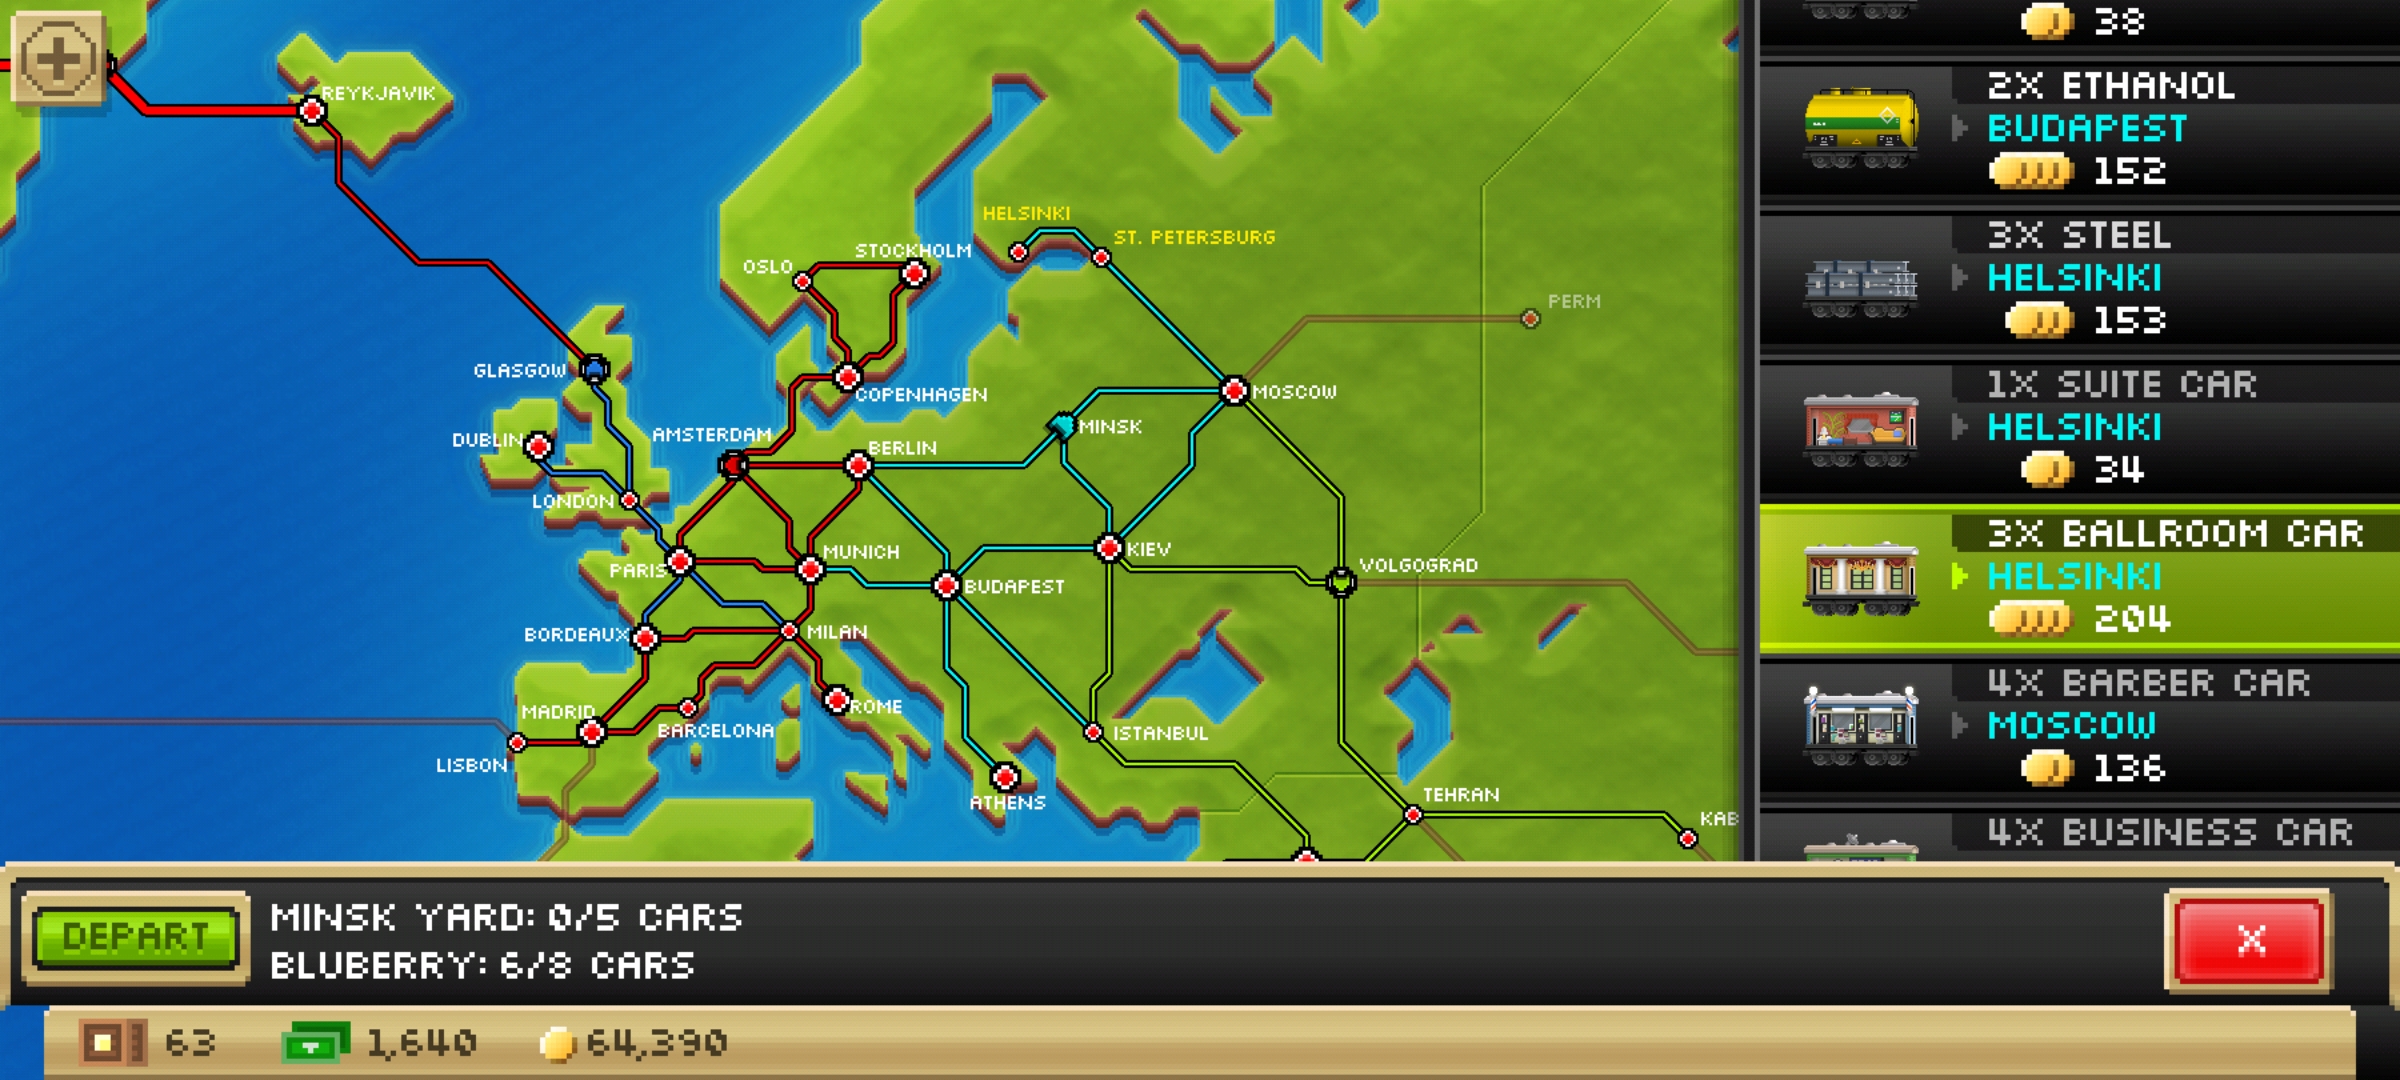 REYKJAVIK
HELSINKI
ST. PETERSBURG
STOCKHOLM
OSLO
PERM
GLASGOW
COPENHAGEN
MOSCOW
MINSK
DUBLIN
AMSTERDAM
BERLIN
LONDON
PARIS
MUNICH
KIEV
VOLGOGRAD
BUDAPEST
BORDEAUX
MILAN
MADRID
ROME
BARCELONA
ISTANBUL
LISBON
ATHENS
TEHRAN
KAB
38
2X ETHANOL
BUDAPEST
152
3X STEEL
HELSINKI
153
1X SUITE CAR
HELSINKI
34
3X BALLROOM CAR
HELSINKI
204
4X BARBER CAR
MOSCOW
136
4X BUSINESS CAR
DEPART
MINSK YARD: 0/5 CARS
BLUBERRY: 6/8 CARS
X
63 1,640 64,390